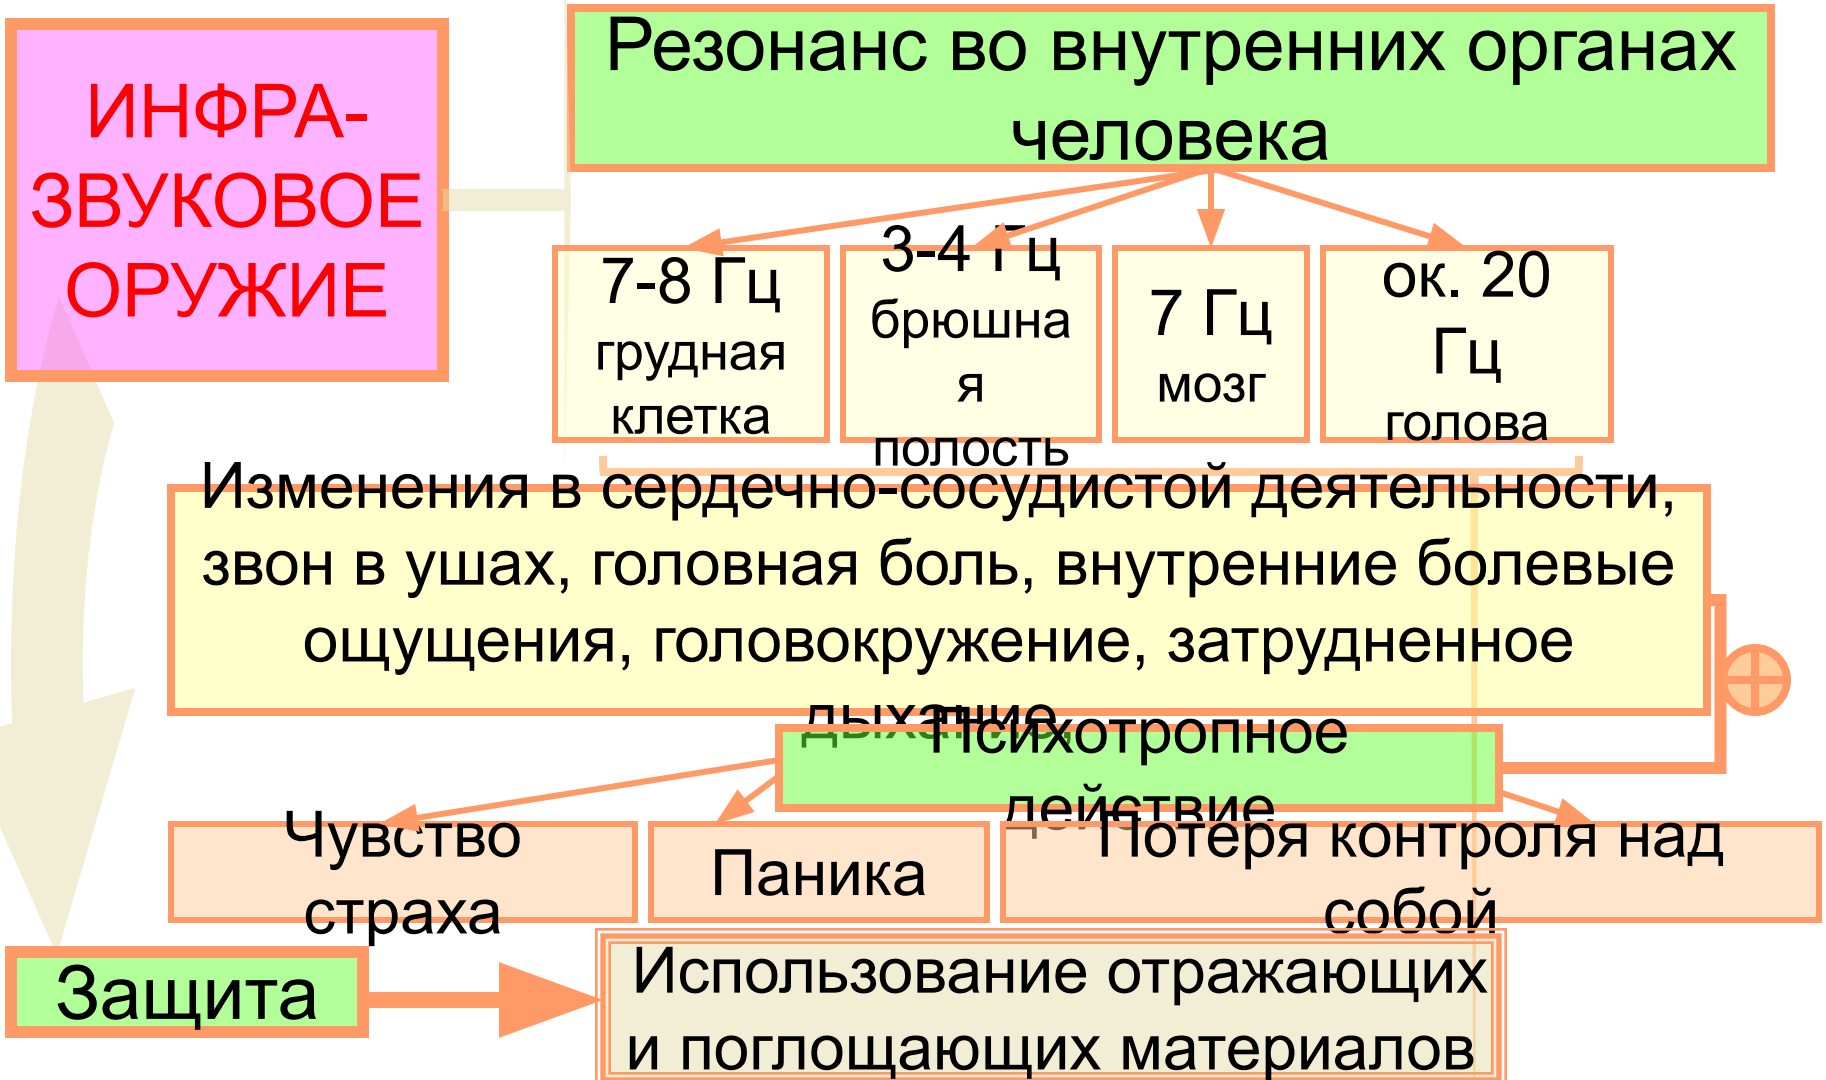 ИНФРА-
ЗВУКОВОЕ
ОРУЖИЕ
Резонанс во внутренних органах
человека
7-8 Гц
грудная
клетка
3-4 Гц
брюшна
я
полость
7 Гц
мозг
ок. 20
Гц
голова
Изменения в сердечно-сосудистой деятельности,
звон в ушах, головная боль, внутренние болевые
ощущения, головокружение, затрудненное
дыхание,
Психотропное
действие
Чувство
страха
Паника
Потеря контроля над
собой
Защита
Использование отражающих
и поглощающих материалов